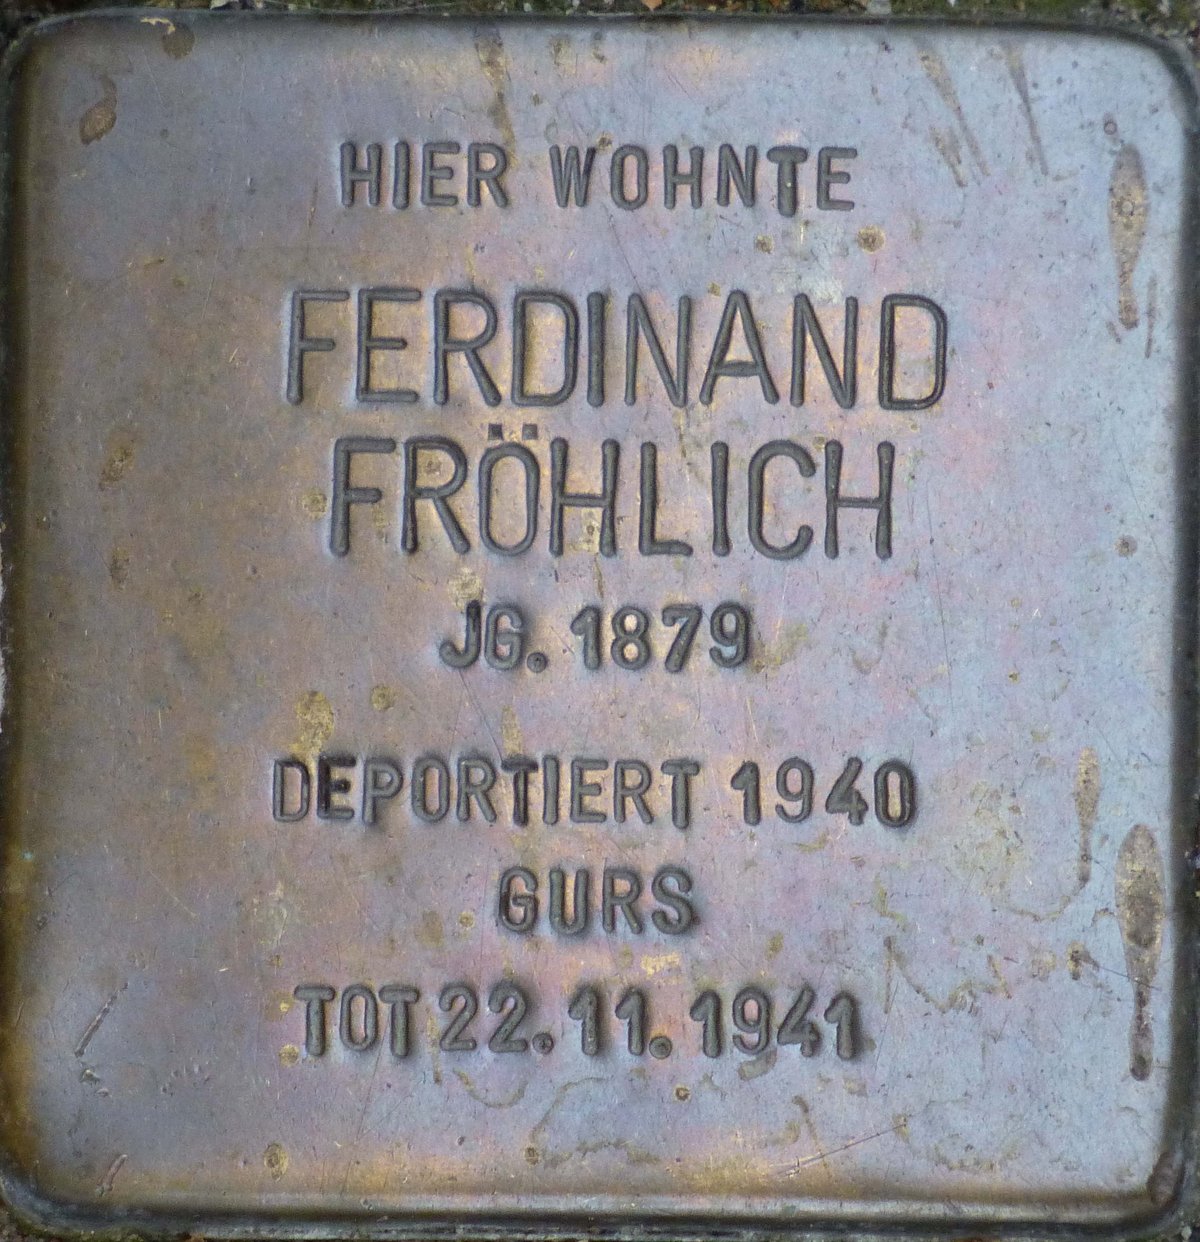 HIER WOHNTE
FERDINAND
FRÖHLICH
JG. 1879
DEPORTIERT 1940
GURS
TOT 22.11.1941